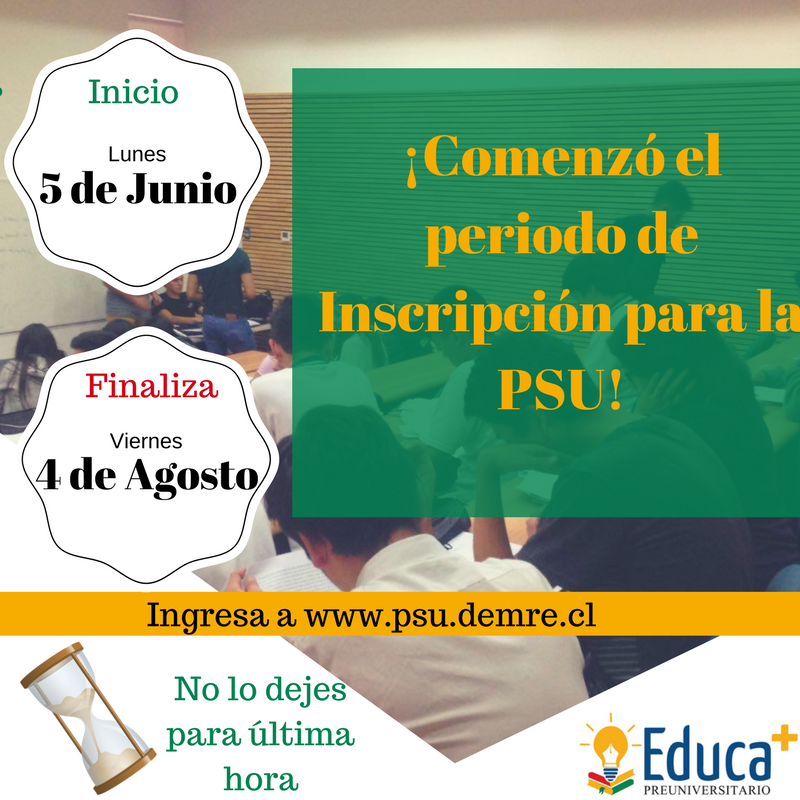 Inicio
Lunes
5 de Junio
¡Comenzó el
periodo de
Inscripción para la
PSU!
Finaliza
Viernes
4 de Agosto
Ingresa a www.psu.demre.cl
No lo dejes
para última
hora
Educa+
PREUNIVERSITARIO